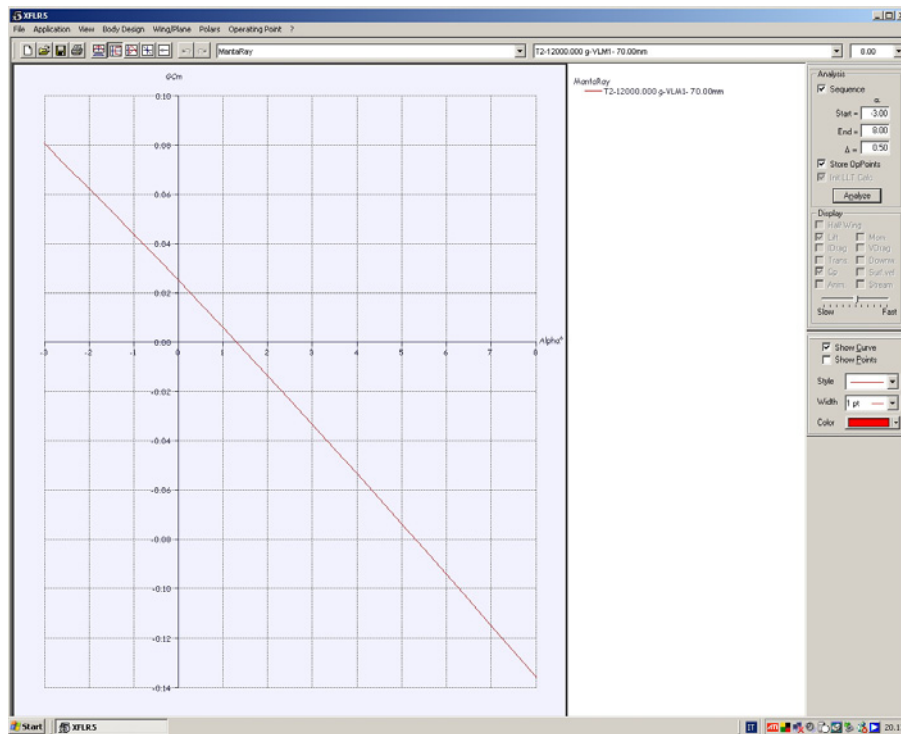 XFLR5
File Application View Body Design Wing/Plane Polars Operating Point ?
MantaRay
T2-12000.000 g-VLM1- 70.00mm
0.00
GCm
0.10
0.08
0.06
0.04
0.02
0.00
-3 -2 -1 0 1 2 3 4 5 6 7 8
Alpha°
-0.02
-0.04
-0.06
-0.08
-0.10
-0.12
-0.14
MantaRay
T2-12000.000 g-VLM1- 70.00mm
Analysis
Sequence
α
Start = -3.00
End = 8.00
Δ = 0.50
Store OpPoints
Init LLT Calc
Analyze
Display
Half Wing
Lift Mom.
IDrag VDrag
Trans. Downw.
Cp Surf vel
Anim. Stream
Slow Fast
Show Curve
Show Points
Style
Width 1 pt
Color
Start XFLR5
IT